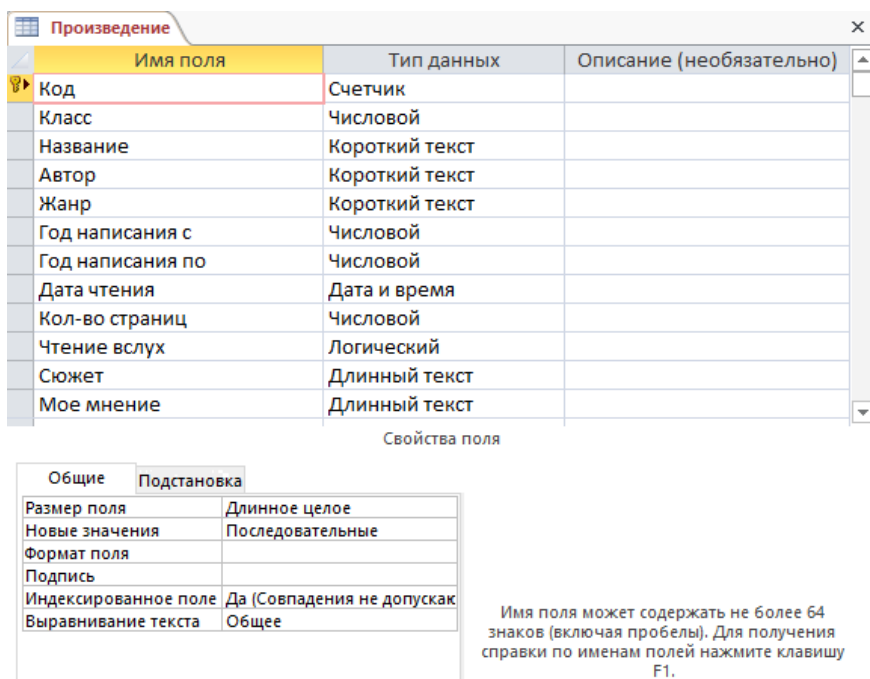 Произведение
Имя поля Тип данных Описание (необязательно)
Код Счетчик
Класс Числовой
Название Короткий текст
Автор Короткий текст
Жанр Короткий текст
Год написания с Числовой
Год написания по Числовой
Дата чтения Дата и время
Кол-во страниц Числовой
Чтение вслух Логический
Сюжет Длинный текст
Мое мнение Длинный текст
Свойства поля
Общие Подстановка
Размер поля Длинное целое
Новые значения Последовательные
Формат поля
Подпись
Индексированное поле Да (Совпадения не допускак
Выравнивание текста Общее
Имя поля может содержать не более 64
знаков (включая пробелы). Для получения
справки по именам полей нажмите клавишу
F1.